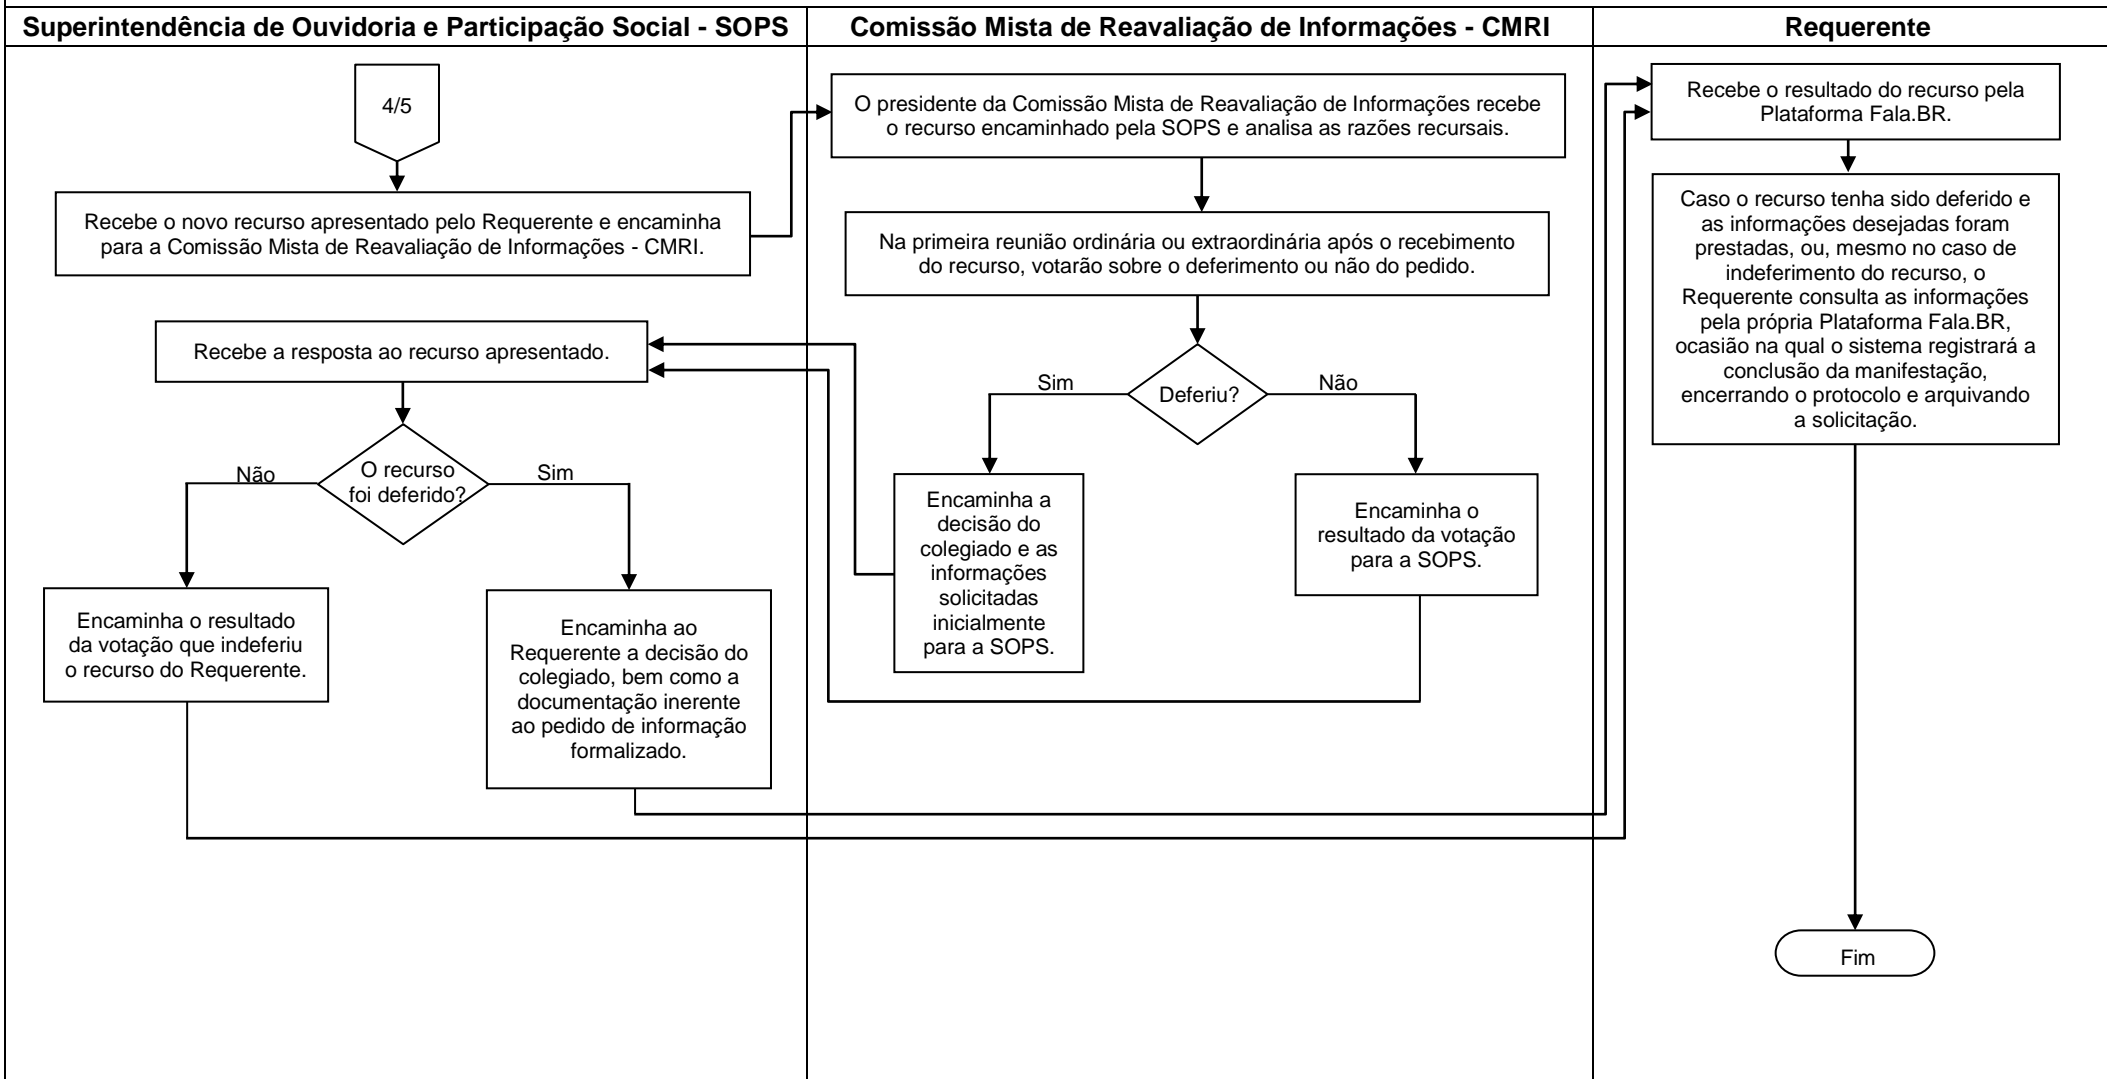 Superintendência de Ouvidoria e Participação Social - SOPS
Comissão Mista de Reavaliação de Informações - CMRI
Requerente
4/5
Recebe o novo recurso apresentado pelo Requerente e encaminha
para a Comissão Mista de Reavaliação de Informações - CMRI.
Recebe a resposta ao recurso apresentado.
O recurso
foi deferido?
Não
Sim
Encaminha o resultado
da votação que indeferiu
o recurso do Requerente.
Encaminha ao
Requerente a decisão do
colegiado, bem como a
documentação inerente
ao pedido de informação
formalizado.
O presidente da Comissão Mista de Reavaliação de Informações recebe
o recurso encaminhado pela SOPS e analisa as razões recursais.
Na primeira reunião ordinária ou extraordinária após o recebimento
do recurso, votarão sobre o deferimento ou não do pedido.
Deferiu?
Sim
Não
Encaminha a
decisão do
colegiado e as
informações
solicitadas
inicialmente
para a SOPS.
Encaminha o
resultado da votação
para a SOPS.
Recebe o resultado do recurso pela
Plataforma Fala.BR.
Caso o recurso tenha sido deferido e
as informações desejadas foram
prestadas, ou, mesmo no caso de
indeferimento do recurso, o
Requerente consulta as informações
pela própria Plataforma Fala.BR,
ocasião na qual o sistema registrará a
conclusão da manifestação,
encerrando o protocolo e arquivando
a solicitação.
Fim